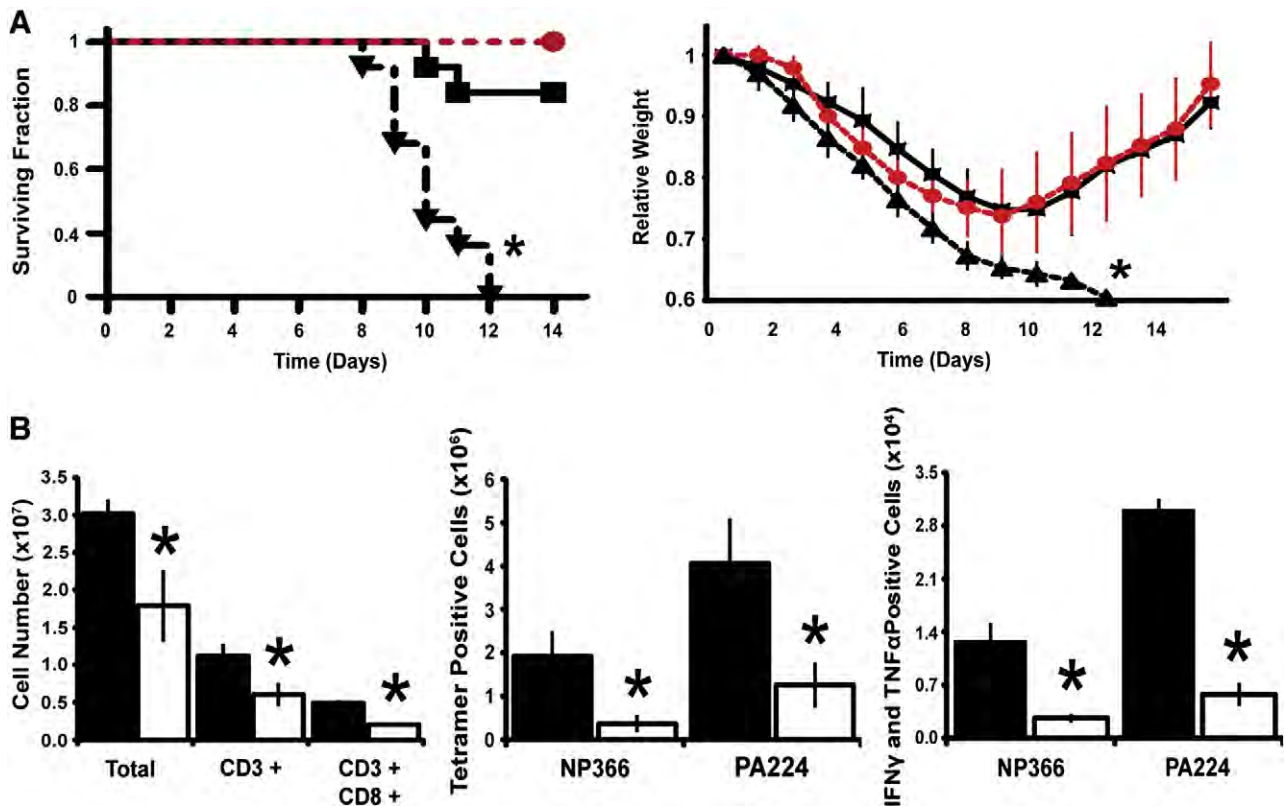 A
Surviving Fraction
1
0.8
0.6
0.4
0.2
0
0 2 4 6 8 10 12 14
Time (Days)
*
Relative Weight
1
0.9
0.8
0.7
0.6
0 2 4 6 8 10 12 14
Time (Days)
*
B
Cell Number (x10⁷)
3.5
3.0
2.5
2.0
1.5
1.0
0.5
0.0
* * *
Total CD3 + CD3 +
CD8 +
Tetramer Positive Cells (x10⁶)
6
5
4
3
2
1
0
* *
NP366 PA224
IFNγ and TNFαPositive Cells (x10⁴)
3.5
2.8
2.1
1.4
0.7
0.0
* *
NP366 PA224